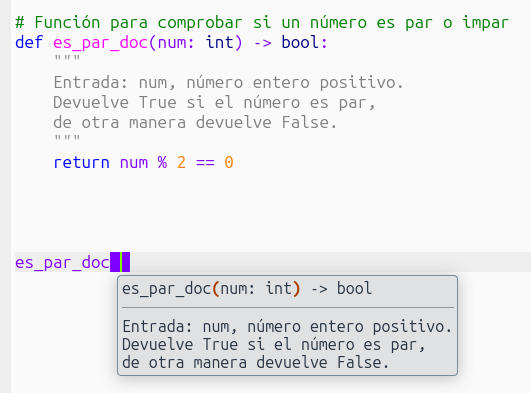 # Función para comprobar si un número es par o impar
def es_par_doc(num: int) -> bool:
    """
    Entrada: num, número entero positivo.
    Devuelve True si el número es par,
    de otra manera devuelve False.
    """
    return num % 2 == 0
es_par_doc()
es_par_doc(num: int) -> bool
Entrada: num, número entero positivo.
Devuelve True si el número es par,
de otra manera devuelve False.